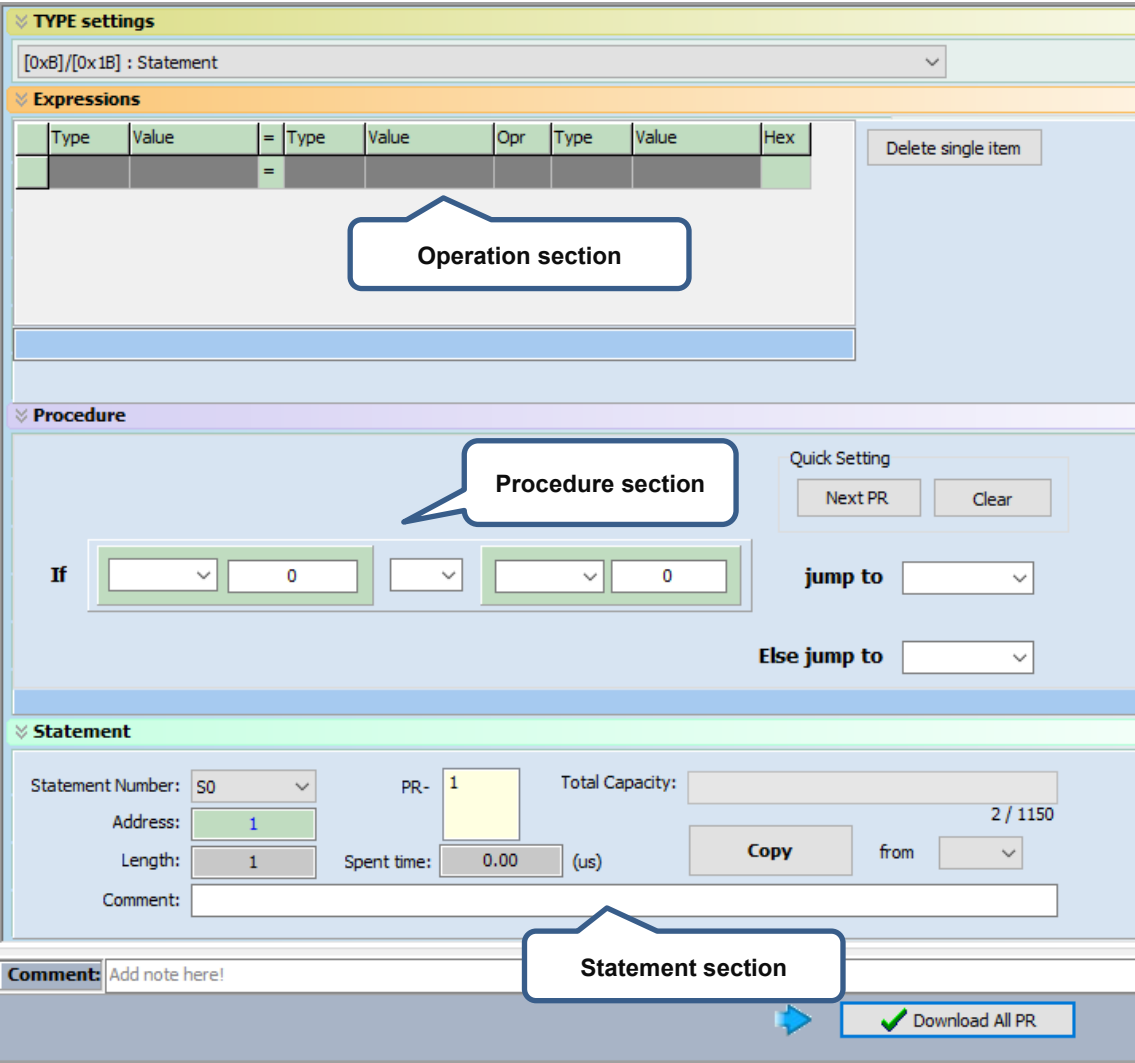 TYPE settings
[0xB]/[0x1B] : Statement
Expressions
Type Value = Type Value Opr Type Value Hex
Delete single item
=
Operation section
Procedure
Quick Setting
Procedure section
Next PR Clear
If 0 0 jump to
Else jump to
Statement
Statement Number: S0 PR- 1 Total Capacity:
Address: 1 2 / 1150
Length: 1 Spent time: 0.00 (us) Copy from
Comment:
Statement section
Comment: Add note here!
Download All PR